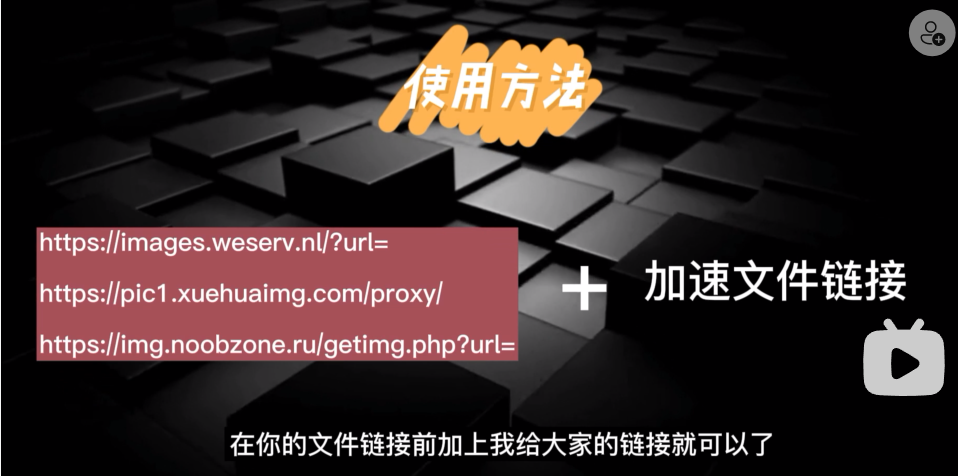 使用方法
https://images.weserv.nl/?url=
https://pic1.xuehuaimg.com/proxy/
https://img.noobzone.ru/getimg.php?url=
+
加速文件链接
在你的文件链接前加上我给大家的链接就可以了